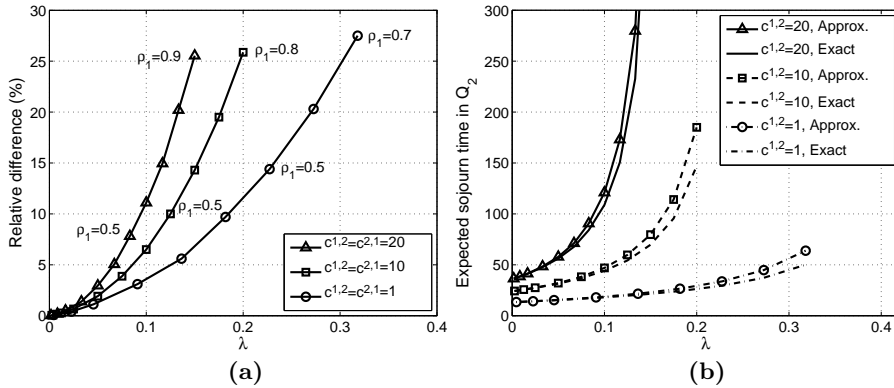 30
25
20
15
10
5
0
0
0.1
0.2
0.3
0.4
Relative difference (%)
λ
ρ1=0.9
ρ1=0.8
ρ1=0.7
ρ1=0.5
ρ1=0.5
ρ1=0.5
c1,2=c2,1=20
c1,2=c2,1=10
c1,2=c2,1=1
(a)
300
250
200
150
100
50
0
0
0.1
0.2
0.3
0.4
Expected sojourn time in Q2
λ
c1,2=20, Approx.
c1,2=20, Exact
c1,2=10, Approx.
c1,2=10, Exact
c1,2=1, Approx.
c1,2=1, Exact
(b)